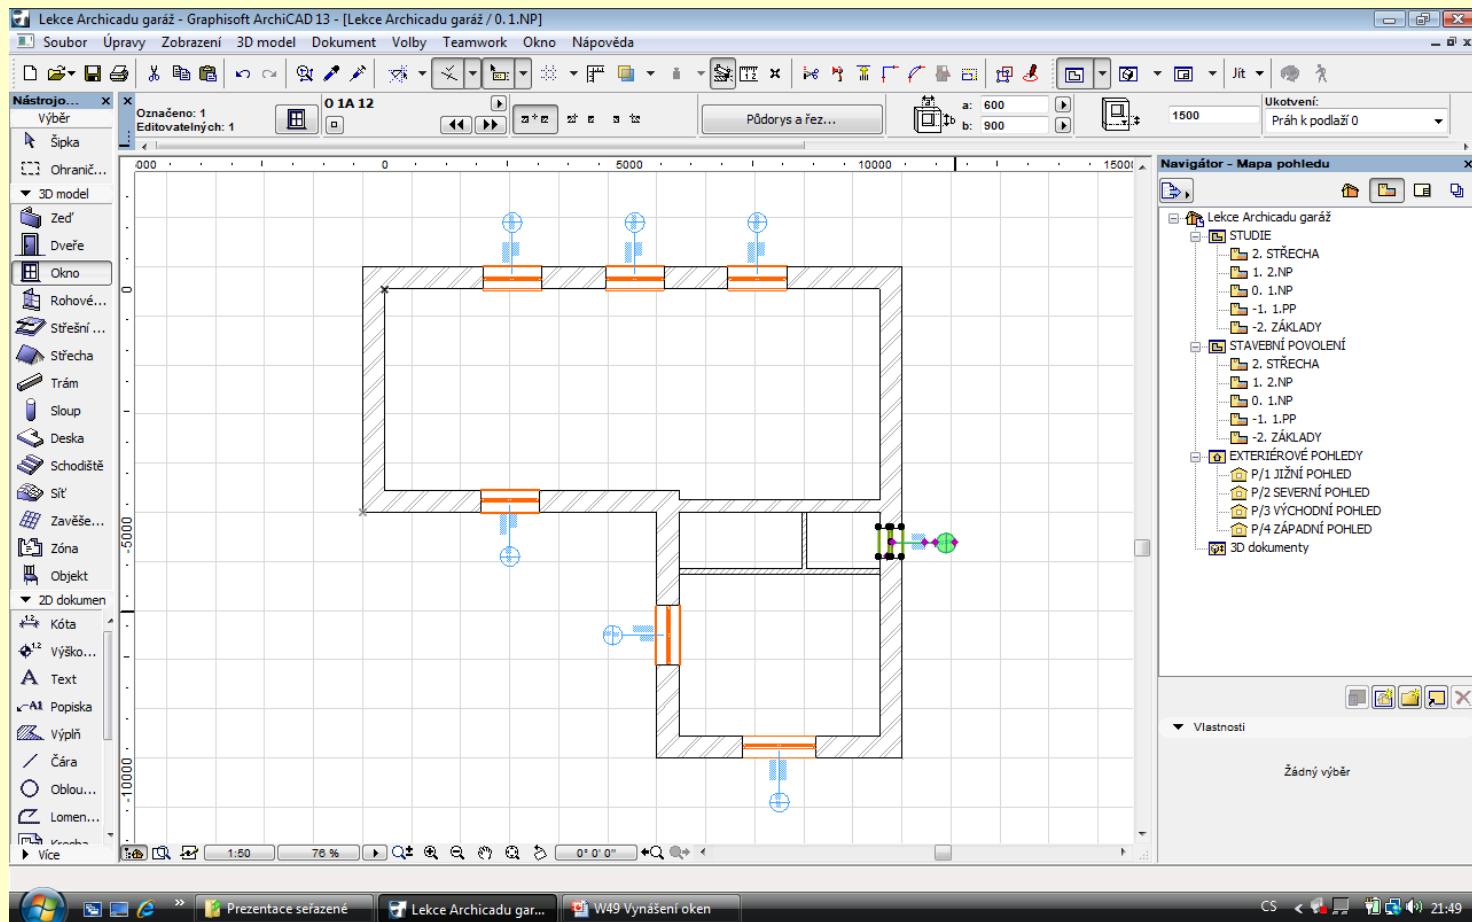 Lekce Archicadu garáž - Graphisoft ArchiCAD 13 - [Lekce Archicadu garáž / 0. 1.NP]
Soubor Úpravy Zobrazení 3D model Dokument Volby Teamwork Okno Nápověda
Jít
Nástrojo...
Výběr
Šipka
Ohranič...
3D model
Zeď
Dveře
Okno
Rohové...
Střešní ...
Střecha
Trám
Sloup
Deska
Schodiště
Síť
Zavěše...
Zóna
Objekt
2D dokumen
Kóta
Výško...
Text
A1 Popiska
Výplň
Čára
Oblou...
Lomen...
Více
Označeno: 1
Editovatelných: 1
O 1A 12
Půdorys a řez...
a: 600
b: 900
1500
Ukotvení:
Práh k podlaží 0
000 0 5000 10000 1500
0
-5000
-10000
1:50 76 % 0° 0' 0"
Navigátor - Mapa pohledu
Lekce Archicadu garáž
STUDIE
2. STŘECHA
1. 2.NP
0. 1.NP
-1. 1.PP
-2. ZÁKLADY
STAVEBNÍ POVOLENÍ
2. STŘECHA
1. 2.NP
0. 1.NP
-1. 1.PP
-2. ZÁKLADY
EXTERIÉROVÉ POHLEDY
P/1 JIŽNÍ POHLED
P/2 SEVERNÍ POHLED
P/3 VÝCHODNÍ POHLED
P/4 ZÁPADNÍ POHLED
3D dokumenty
Vlastnosti
Žádný výběr
Prezentace seřazené Lekce Archicadu gar... W49 Vynášení oken CS 21:49